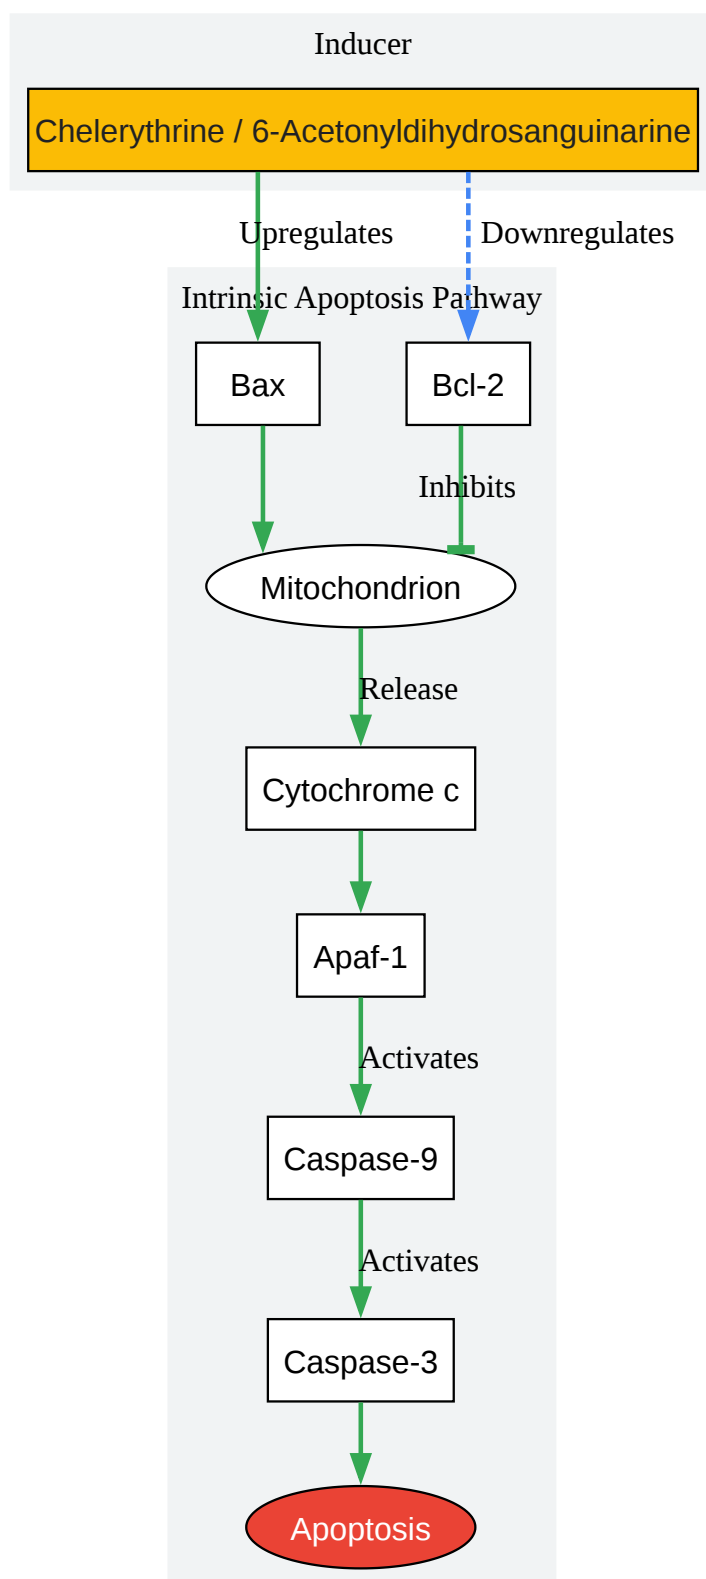 Inducer
Chelerythrine / 6-Acetonyldihydrosanguinarine
Upregulates
Downregulates
Intrinsic Apoptosis Pathway
Bax
Bcl-2
Inhibits
Mitochondrion
Release
Cytochrome c
Apaf-1
Activates
Caspase-9
Activates
Caspase-3
Apoptosis